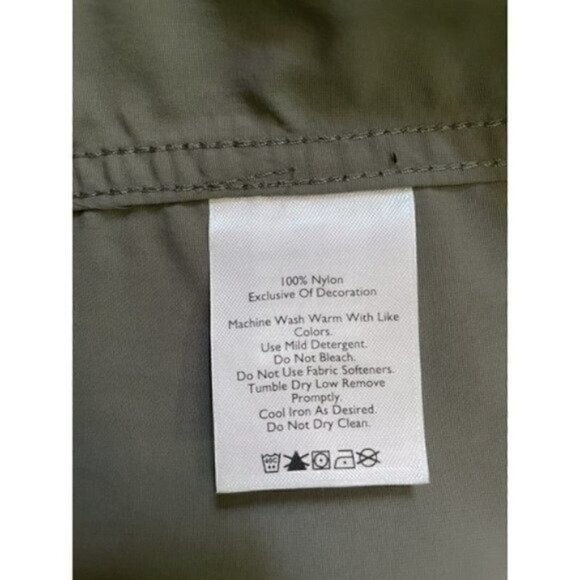 100% Nylon
Exclusive Of Decoration
Machine Wash Warm With Like
Colors.
Use Mild Detergent.
Do Not Bleach.
Do Not Use Fabric Softeners.
Tumble Dry Low Remove
Promptly.
Cool Iron As Desired.
Do Not Dry Clean.
40C